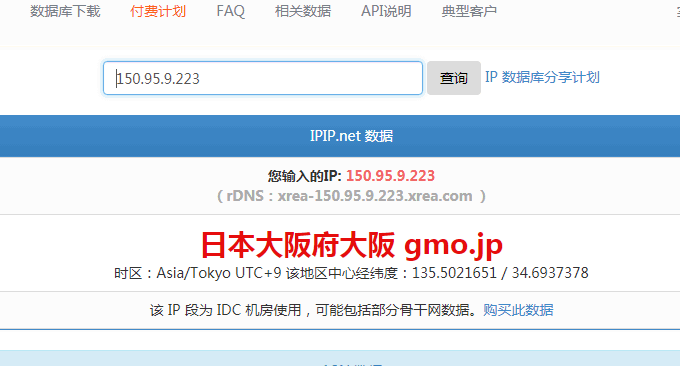 数据库下载 付费计划 FAQ 相关数据 API说明 典型客户
150.95.9.223 查询 IP 数据库分享计划
IPIP.net 数据
您输入的IP: 150.95.9.223
( rDNS：xrea-150.95.9.223.xrea.com )
日本大阪府大阪 gmo.jp
时区：Asia/Tokyo UTC+9 该地区中心经纬度：135.5021651 / 34.6937378
该 IP 段为 IDC 机房使用，可能包括部分骨干网数据。购买此数据